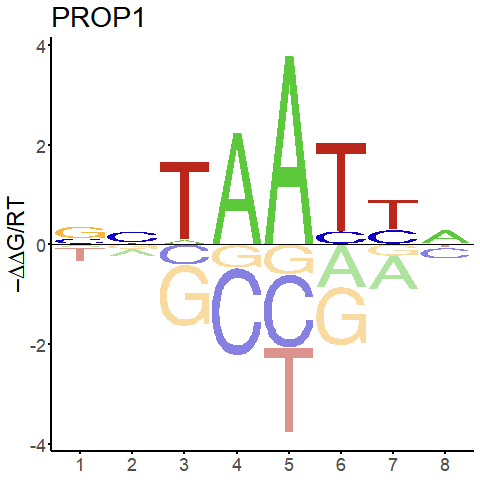 PROP1
4
2
0
-2
-4
−ΔΔG/RT
G C T A A T T A
C C C A
T A C G G A G C
G C C G A
T
1 2 3 4 5 6 7 8